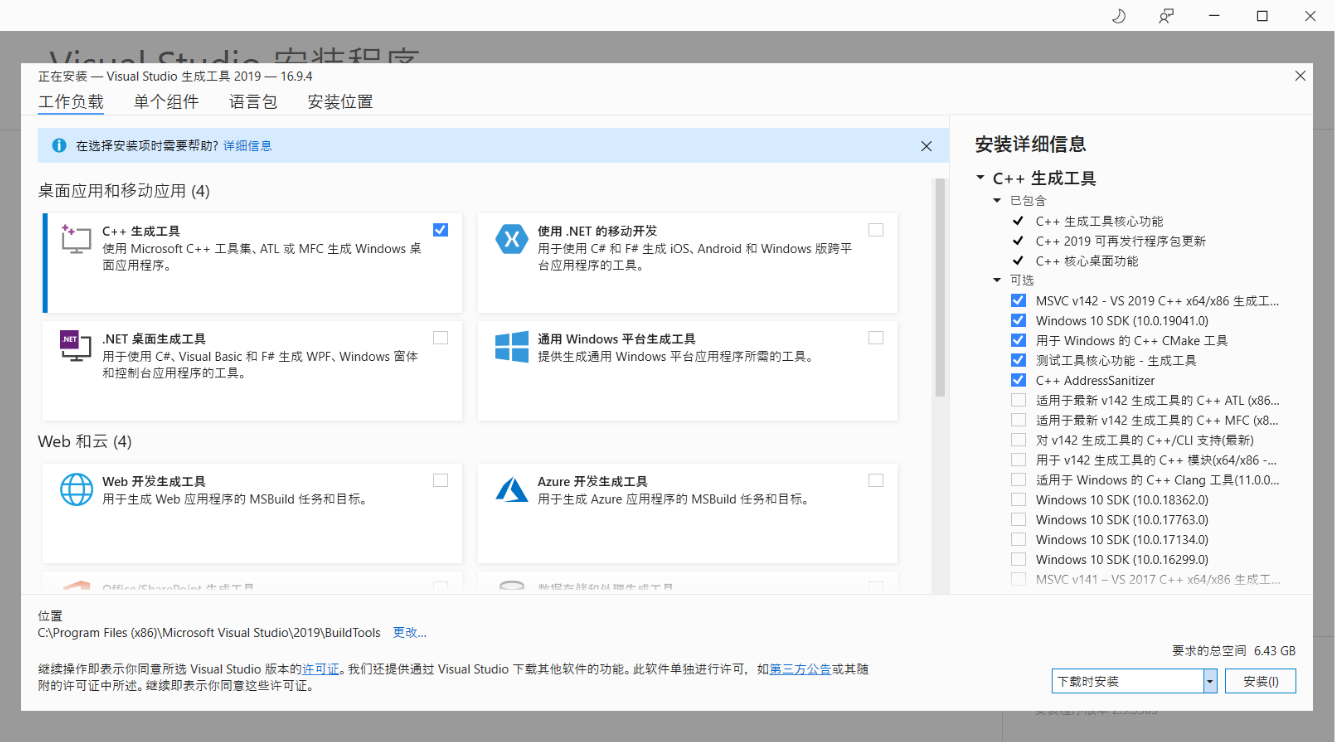 Visual Studio 安装程序
正在安装 — Visual Studio 生成工具 2019 — 16.9.4
工作负载 单个组件 语言包 安装位置
在选择安装项时需要帮助? 详细信息
桌面应用和移动应用 (4)
C++ 生成工具
使用 Microsoft C++ 工具集、ATL 或 MFC 生成 Windows 桌
面应用程序。
使用 .NET 的移动开发
用于使用 C# 和 F# 生成 iOS、Android 和 Windows 版跨平
台应用程序的工具。
.NET
.NET 桌面生成工具
用于使用 C#、Visual Basic 和 F# 生成 WPF、Windows 窗体
和控制台应用程序的工具。
通用 Windows 平台生成工具
提供生成通用 Windows 平台应用程序所需的工具。
Web 和云 (4)
Web 开发生成工具
用于生成 Web 应用程序的 MSBuild 任务和目标。
Azure 开发生成工具
用于生成 Azure 应用程序的 MSBuild 任务和目标。
Office/SharePoint 生成工具
数据存储和处理生成工具
安装详细信息
C++ 生成工具
已包含
C++ 生成工具核心功能
C++ 2019 可再发行程序包更新
C++ 核心桌面功能
可选
MSVC v142 - VS 2019 C++ x64/x86 生成工...
Windows 10 SDK (10.0.19041.0)
用于 Windows 的 C++ CMake 工具
测试工具核心功能 - 生成工具
C++ AddressSanitizer
适用于最新 v142 生成工具的 C++ ATL (x86...
适用于最新 v142 生成工具的 C++ MFC (x8...
对 v142 生成工具的 C++/CLI 支持(最新)
用于 v142 生成工具的 C++ 模块(x64/x86 -...
适用于 Windows 的 C++ Clang 工具(11.0.0...
Windows 10 SDK (10.0.18362.0)
Windows 10 SDK (10.0.17763.0)
Windows 10 SDK (10.0.17134.0)
Windows 10 SDK (10.0.16299.0)
MSVC v141 – VS 2017 C++ x64/x86 生成工...
位置
C:\Program Files (x86)\Microsoft Visual Studio\2019\BuildTools 更改...
继续操作即表示你同意所选 Visual Studio 版本的许可证。我们还提供通过 Visual Studio 下载其他软件的功能。此软件单独进行许可，如第三方公告或其随
附的许可证中所述。继续即表示你同意这些许可证。
要求的总空间 6.43 GB
下载时安装 安装(I)